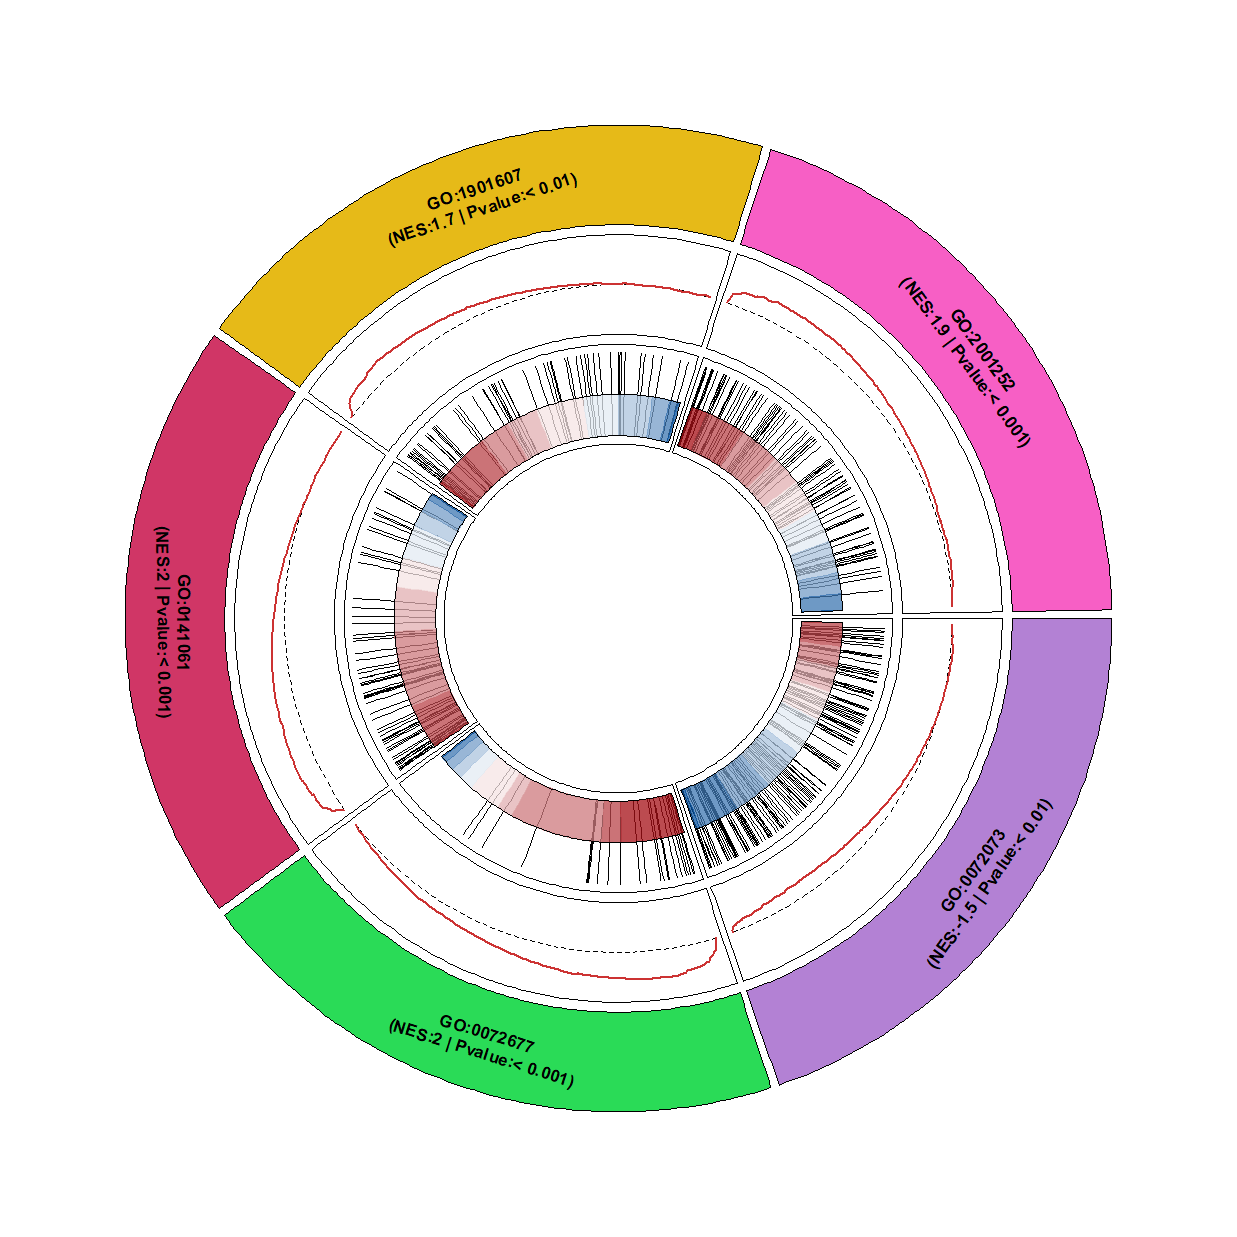 GO:1901607
(NES:1.7 | Pvalue:< 0.01)
GO:2001252
(NES:1.9 | Pvalue:< 0.001)
GO:0141061
(NES:2 | Pvalue:< 0.001)
GO:0072073
(NES:-1.5 | Pvalue:< 0.01)
GO:0072677
(NES:2 | Pvalue:< 0.001)